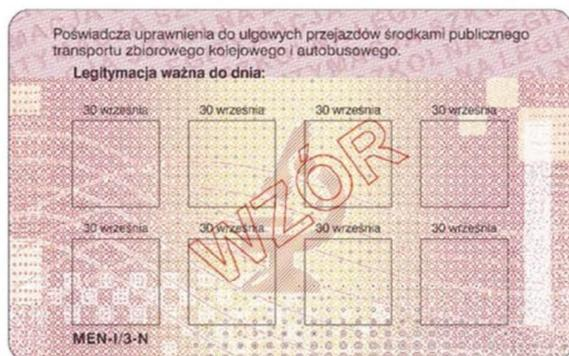 Poświadcza uprawnienia do ulgowych przejazdów środkami publicznego
transportu zbiorowego kolejowego i autobusowego.
Legitymacja ważna do dnia:
30 września 30 września 30 września 30 września
WZÓR
30 września 30 września 30 września 30 września
MEN-I/3-N